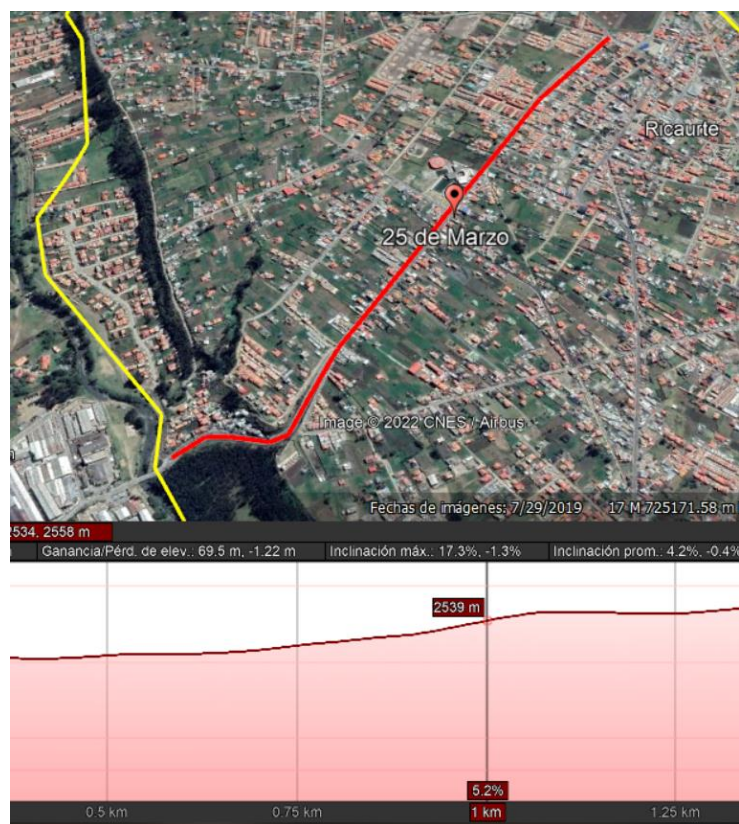 Ricaurte
25 de Marzo
Image © 2022 CNES / Airbus
Fechas de imágenes: 7/29/2019 17 M 725171.58 m
2534, 2558 m
Ganancia/Pérd. de elev.: 69.5 m, -1.22 m Inclinación máx.: 17.3%, -1.3% Inclinación prom.: 4.2%, -0.4%
2539 m
5.2%
0.5 km 0.75 km 1 km 1.25 km